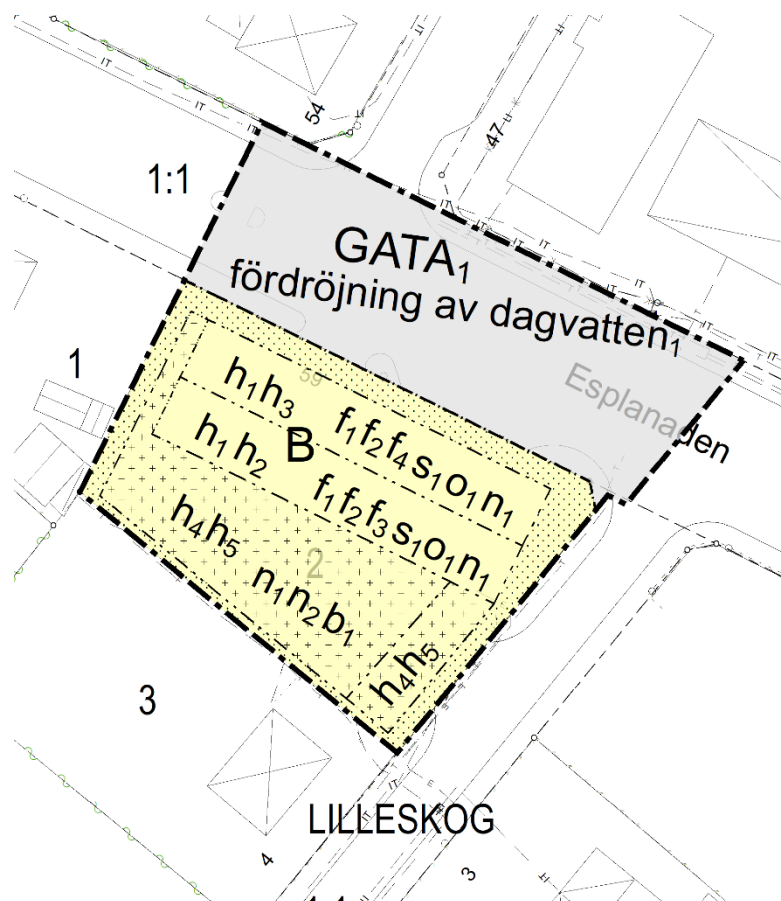 54
47
1:1
GATA₁
fördröjning av dagvatten₁
Esplanaden
1
59
h₁h₃ f₁f₂f₄s₁o₁n₁
B
h₁h₂ f₁f₂f₃s₁o₁n₁
h₄h₅
2
n₁n₂b₁
h₄h₅
3
LILLESKOG
4
3